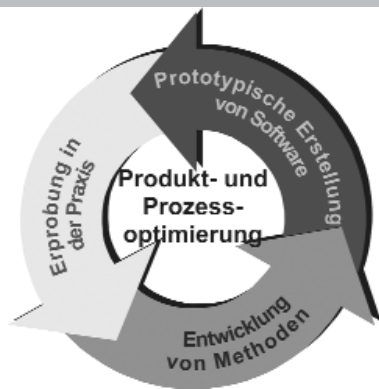 Prototypische Erstellung
von Software
Erprobung in
der Praxis
Produkt- und
Prozess-
optimierung
Entwicklung
von Methoden